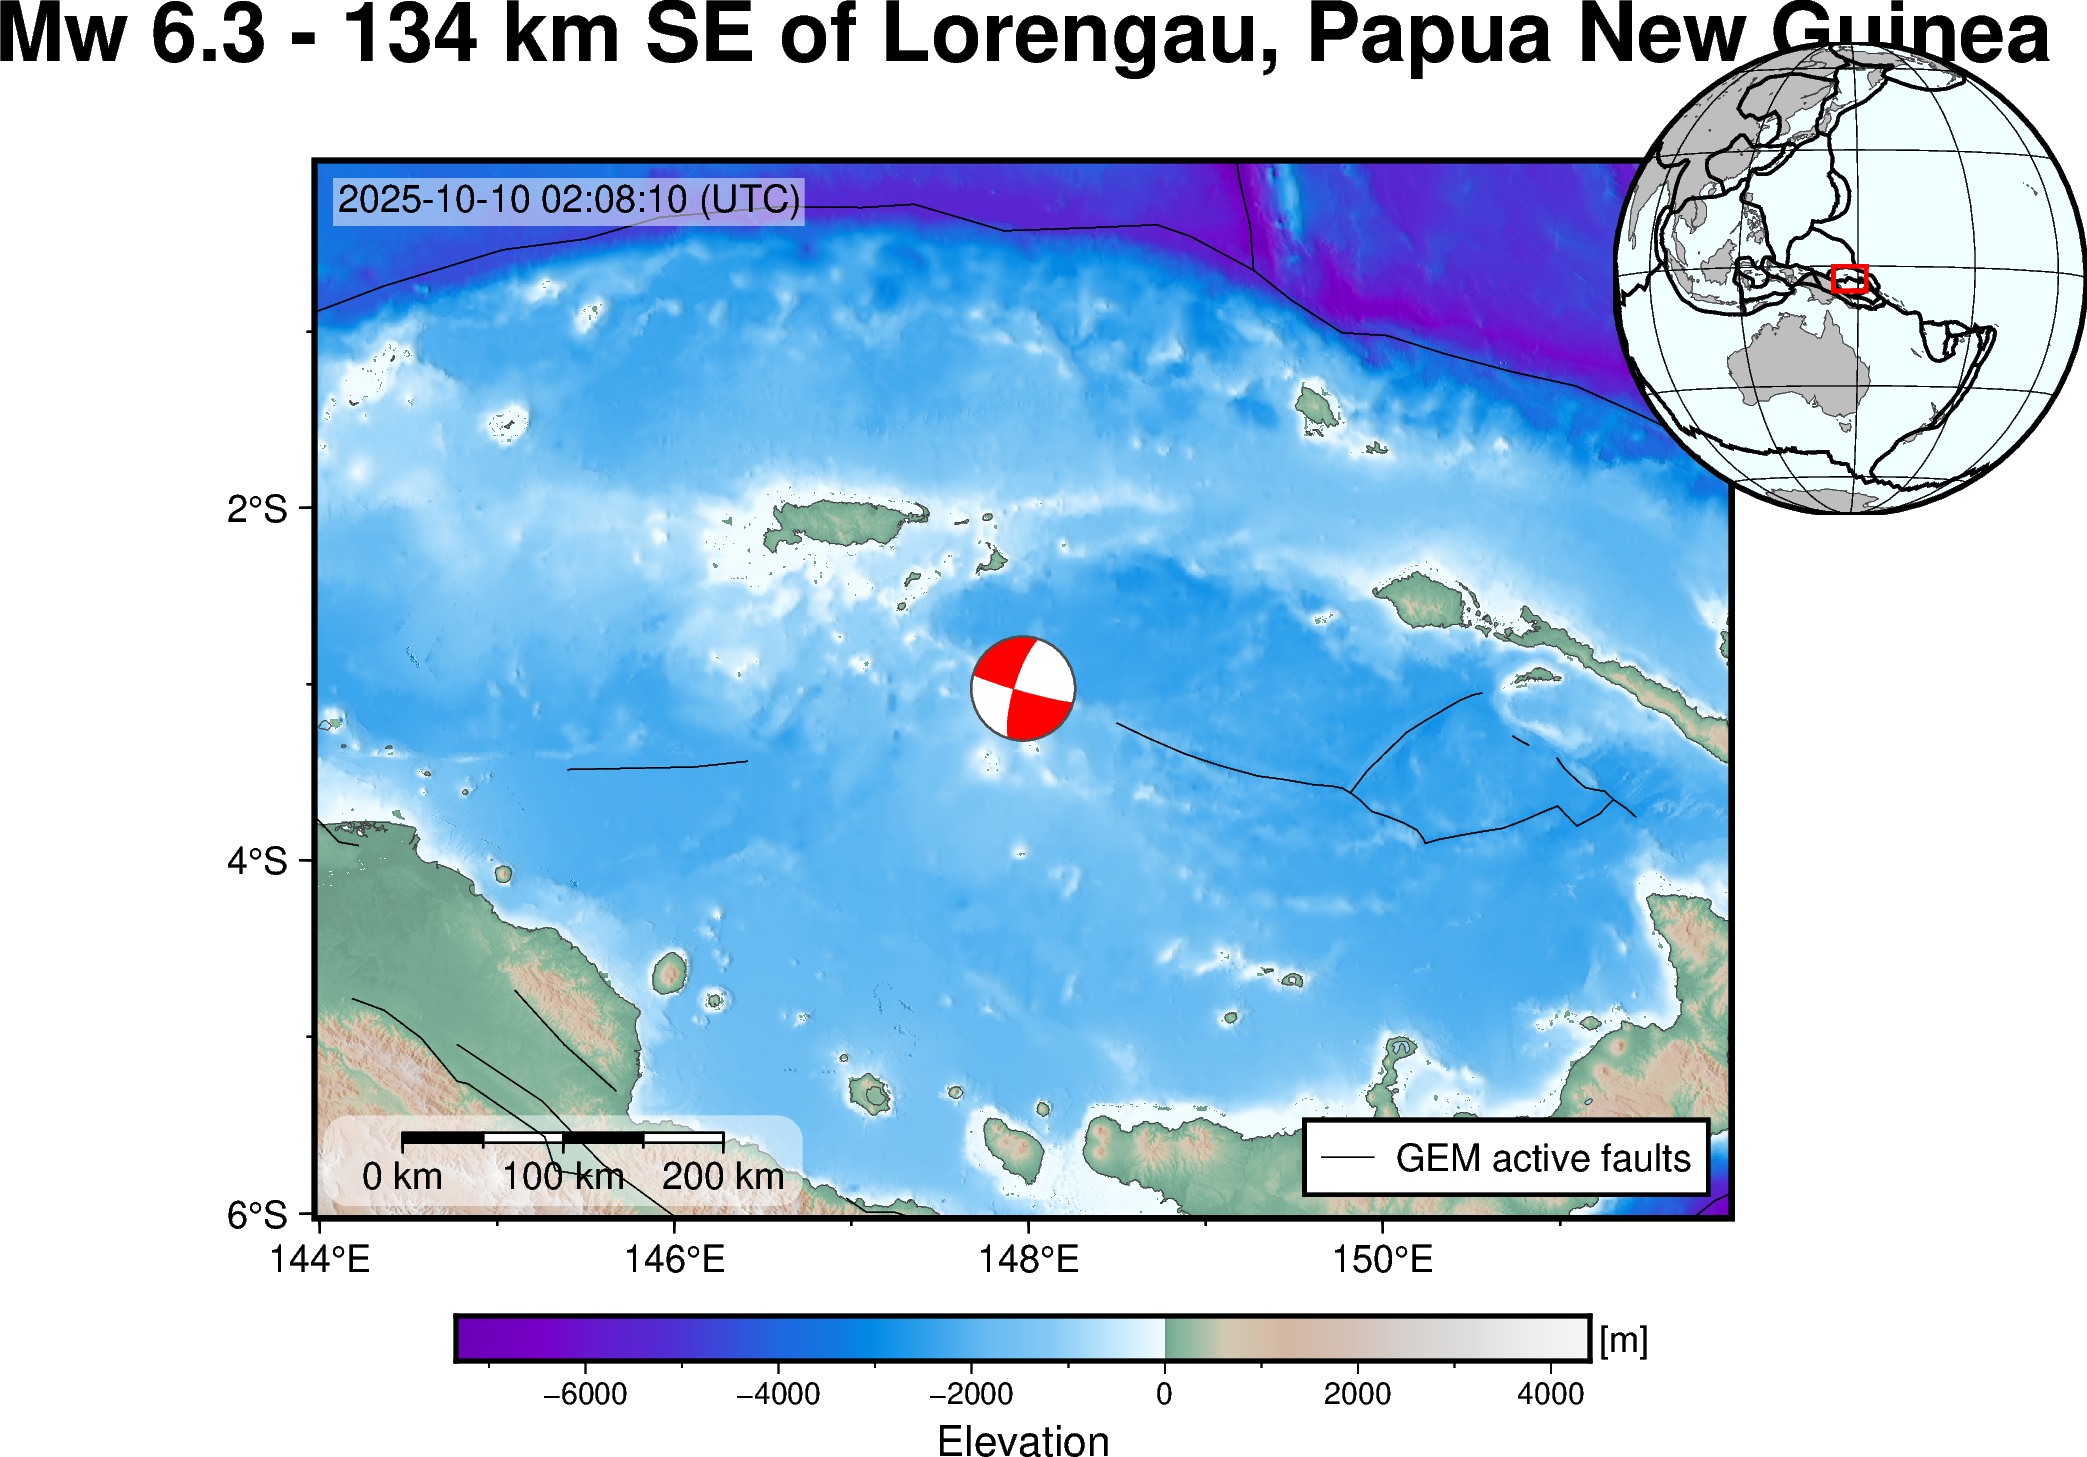 Mw 6.3 - 134 km SE of Lorengau, Papua New Guinea
2025-10-10 02:08:10 (UTC)
2°S
4°S
6°S
0 km 100 km 200 km
GEM active faults
144°E 146°E 148°E 150°E
[m]
−6000 −4000 −2000 0 2000 4000
Elevation